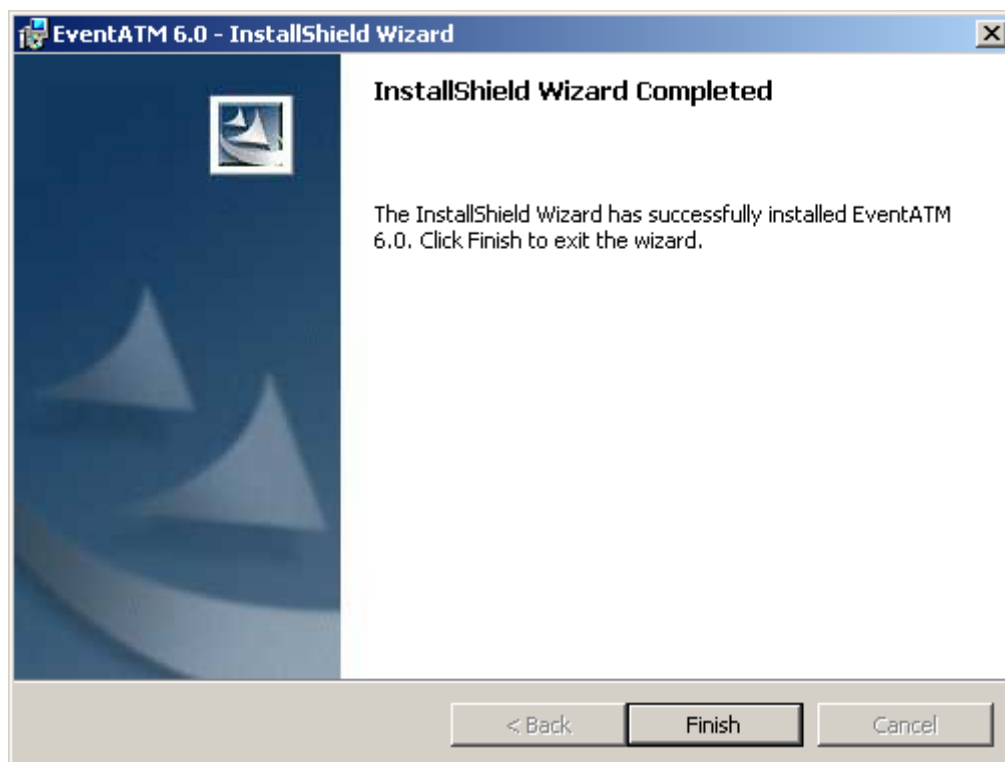 EventATM 6.0 - InstallShield Wizard
InstallShield Wizard Completed
The InstallShield Wizard has successfully installed EventATM
6.0. Click Finish to exit the wizard.
< Back
Finish
Cancel